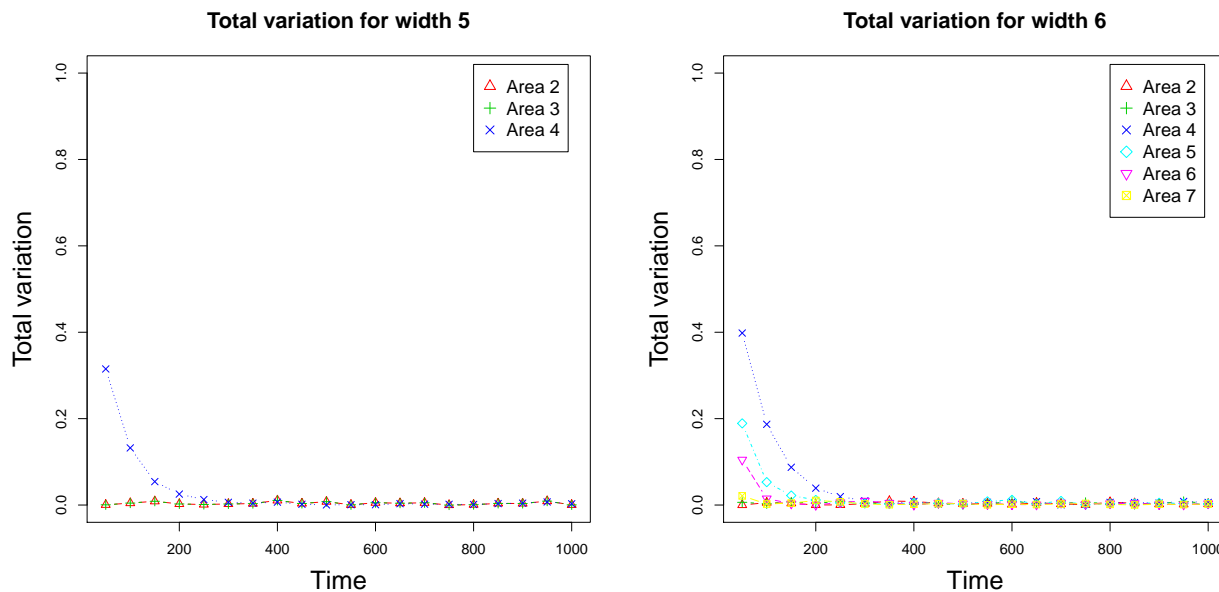 Total variation for width 5
Total variation
1.0
0.8
0.6
0.4
0.2
0.0
Area 2
Area 3
Area 4
200
400
600
800
1000
Time
Total variation for width 6
Total variation
1.0
0.8
0.6
0.4
0.2
0.0
Area 2
Area 3
Area 4
Area 5
Area 6
Area 7
200
400
600
800
1000
Time